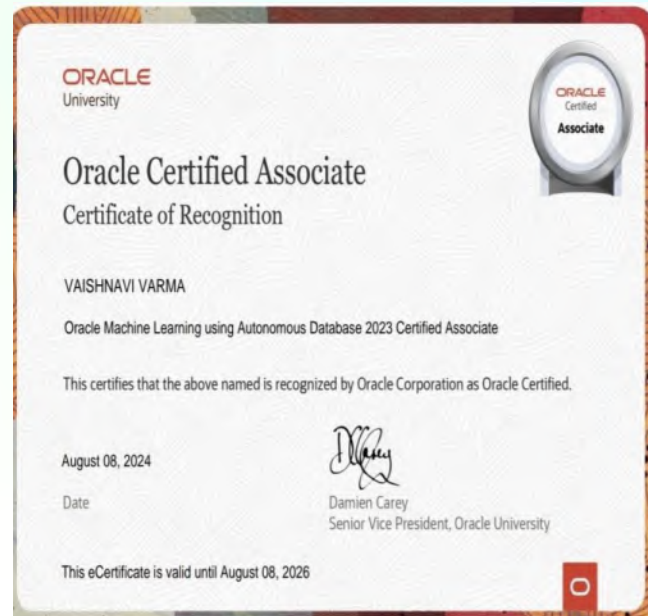 ORACLE
University
ORACLE
Certified
Associate
Oracle Certified Associate
Certificate of Recognition
VAISHNAVI VARMA
Oracle Machine Learning using Autonomous Database 2023 Certified Associate
This certifies that the above named is recognized by Oracle Corporation as Oracle Certified.
August 08, 2024
Date
Damien Carey
Senior Vice President, Oracle University
This eCertificate is valid until August 08, 2026